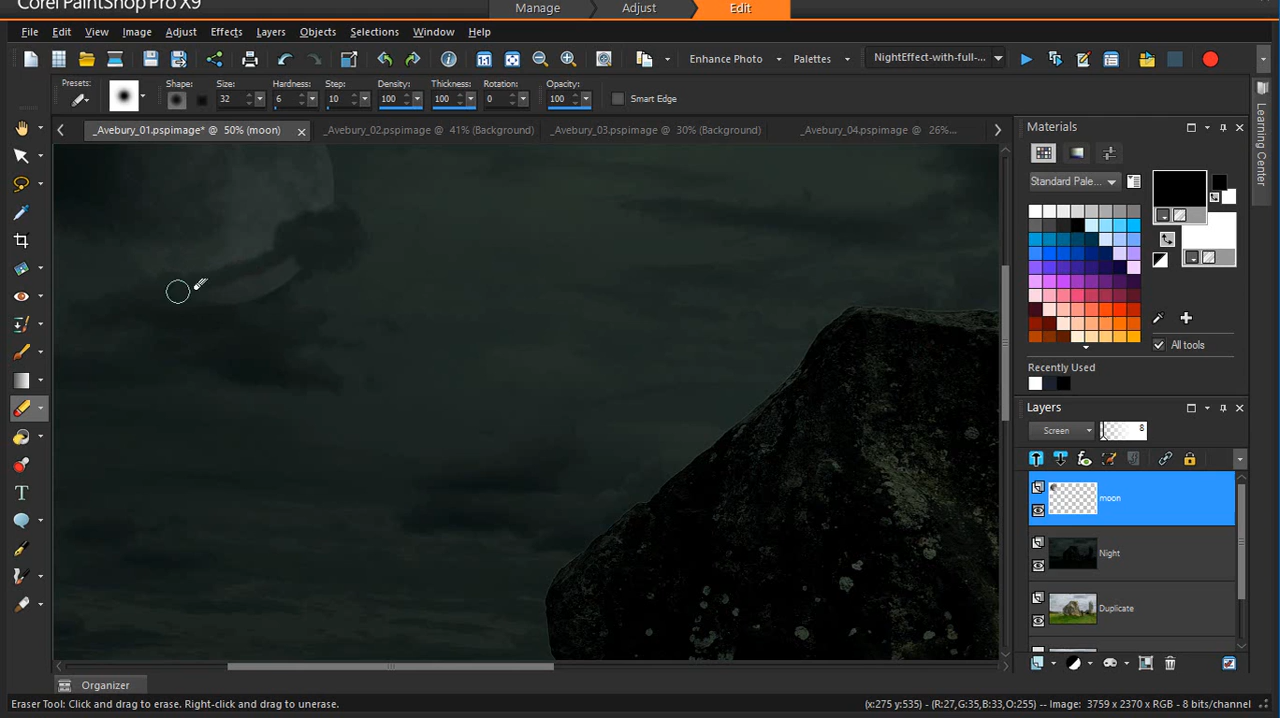 Corel PaintShop Pro X9
Manage Adjust Edit
File Edit View Image Adjust Effects Layers Objects Selections Window Help
Enhance Photo Palettes NightEffect-with-full-...
Presets: Shape: Size: Hardness: Step: Density: Thickness: Rotation: Opacity:
32 6 10 100 100 0 100 Smart Edge
_Avebury_01.pspimage* @ 50% (moon) _Avebury_02.pspimage @ 41% (Background) _Avebury_03.pspimage @ 30% (Background) _Avebury_04.pspimage @ 26%...
Materials
Learning Center
Standard Pale...
All tools
Recently Used
Layers
Screen 8
moon
Night
Duplicate
Organizer
Eraser Tool: Click and drag to erase. Right-click and drag to unerase. (x:275 y:535) - (R:27,G:35,B:33,O:255) -- Image: 3759 x 2370 x RGB - 8 bits/channel